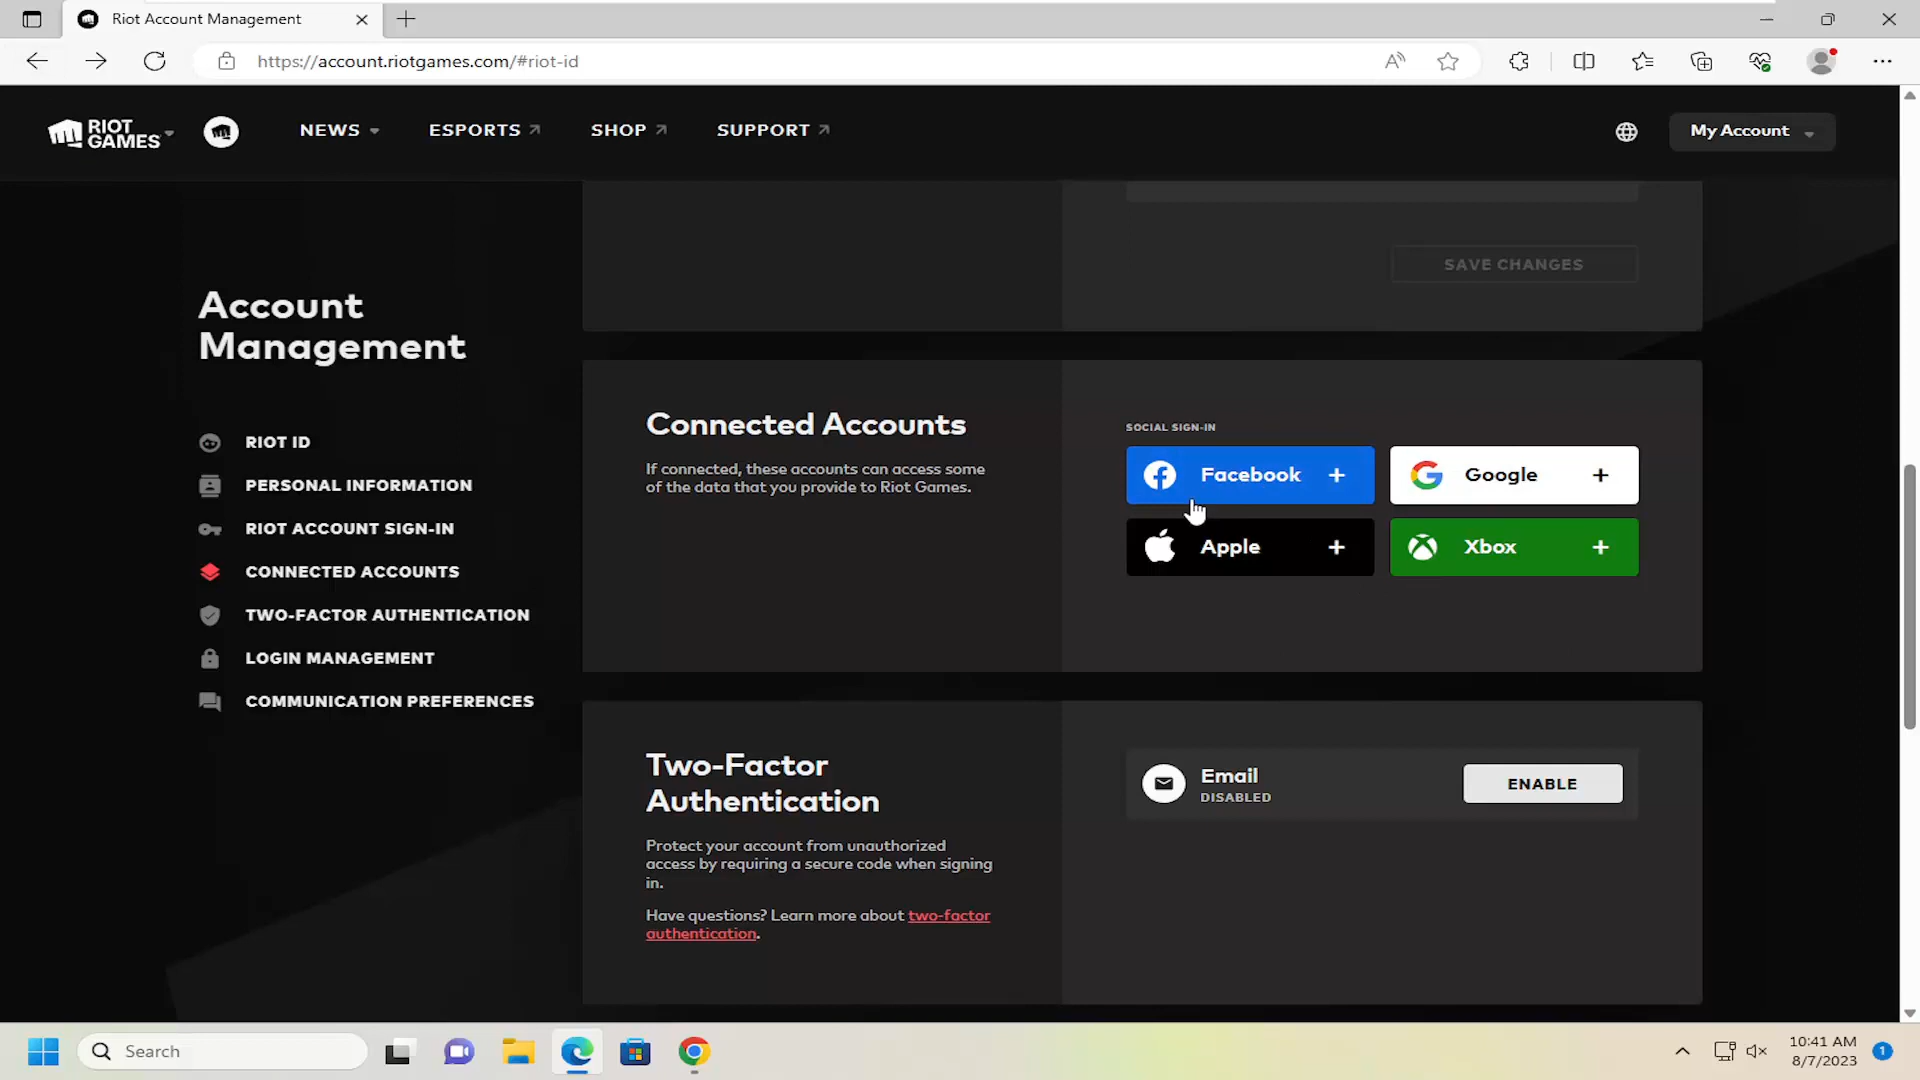 Riot Account Management
https://account.riotgames.com/#riot-id
RIOT
GAMES
NEWS
ESPORTS
SHOP
SUPPORT
My Account
SAVE CHANGES
Account
Management
RIOT ID
PERSONAL INFORMATION
RIOT ACCOUNT SIGN-IN
CONNECTED ACCOUNTS
TWO-FACTOR AUTHENTICATION
LOGIN MANAGEMENT
COMMUNICATION PREFERENCES
Connected Accounts
If connected, these accounts can access some
of the data that you provide to Riot Games.
SOCIAL SIGN-IN
Facebook +
Google +
Apple +
Xbox +
Two-Factor
Authentication
Protect your account from unauthorized
access by requiring a secure code when signing
in.
Have questions? Learn more about two-factor
authentication.
Email
DISABLED
ENABLE
Search
10:41 AM
8/7/2023
1